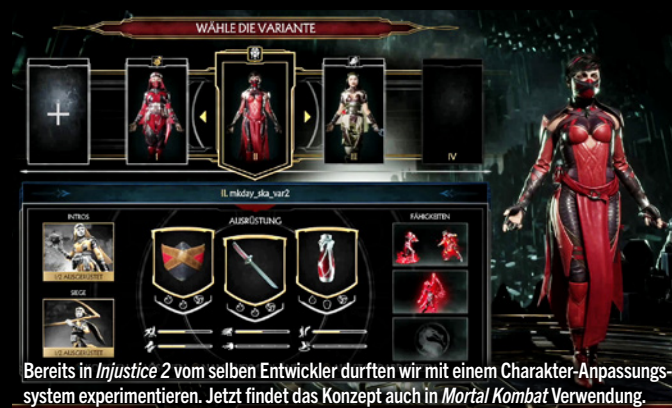 WÄHLE DIE VARIANTE
+
I
II
III
IV
II. mkday_ska_var2
INTROS
AUSRÜSTUNG
FÄHIGKEITEN
1/2 AUSGERÜSTET
SIEGE
1/2 AUSGERÜSTET
Bereits in Injustice 2 vom selben Entwickler durften wir mit einem Charakter-Anpassungs-
system experimentieren. Jetzt findet das Konzept auch in Mortal Kombat Verwendung.